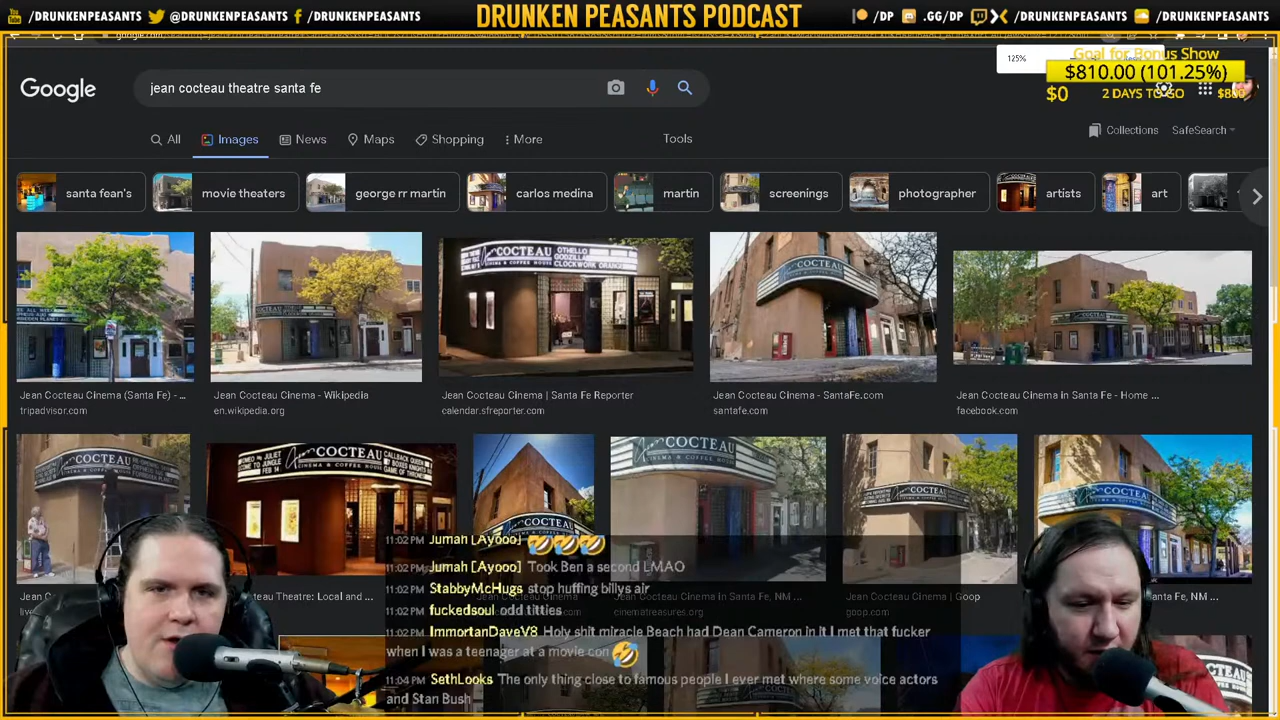 /DRUNKENPEASANTS @DRUNKENPEASANTS /DRUNKENPEASANTS
DRUNKEN PEASANTS PODCAST
/DP .GG/DP /DRUNKENPEASANTS /DRUNKENPEASANTS
125%
Goal for Bonus Show
$810.00 (101.25%)
$0 2 DAYS TO GO $800
Google
jean cocteau theatre santa fe
All Images News Maps Shopping More Tools
Collections SafeSearch
santa fean's movie theaters george rr martin carlos medina martin screenings photographer artists art
COCTEAU
CINEMA & COFFEE HOUSE
OTHELLO
GODZILLA
CLOCKWORK ORANGE
COCTEAU
Jean Cocteau Cinema (Santa Fe) - ...
tripadvisor.com
Jean Cocteau Cinema - Wikipedia
en.wikipedia.org
Jean Cocteau Cinema | Santa Fe Reporter
calendar.sfreporter.com
Jean Cocteau Cinema - SantaFe.com
santafe.com
Jean Cocteau Cinema in Santa Fe - Home ...
facebook.com
COCTEAU
CINEMA & COFFEE HOUSE
COCTEAU
COCTEAU
COCTEAU
COCTEAU
Cocteau Theatre: Local and ...
in Santa Fe, NM ...
cinematreasures.org
Goop
goop.com
ta Fe, NM ...
11:02 PM Jumah [Ayooo] 🤣🤣🤣
11:02 PM Jumah [Ayooo] Took Ben a second LMAO
11:02 PM StabbyMcHugs stop huffing billys air
11:02 PM fuckedsoul odd titties
11:02 PM ImmortanDaveV8 Holy shit miracle Beach had Dean Cameron in it I met that fucker
when I was a teenager at a movie con 🤣
11:04 PM SethLooks The only thing close to famous people I ever met where some voice actors
and Stan Bush